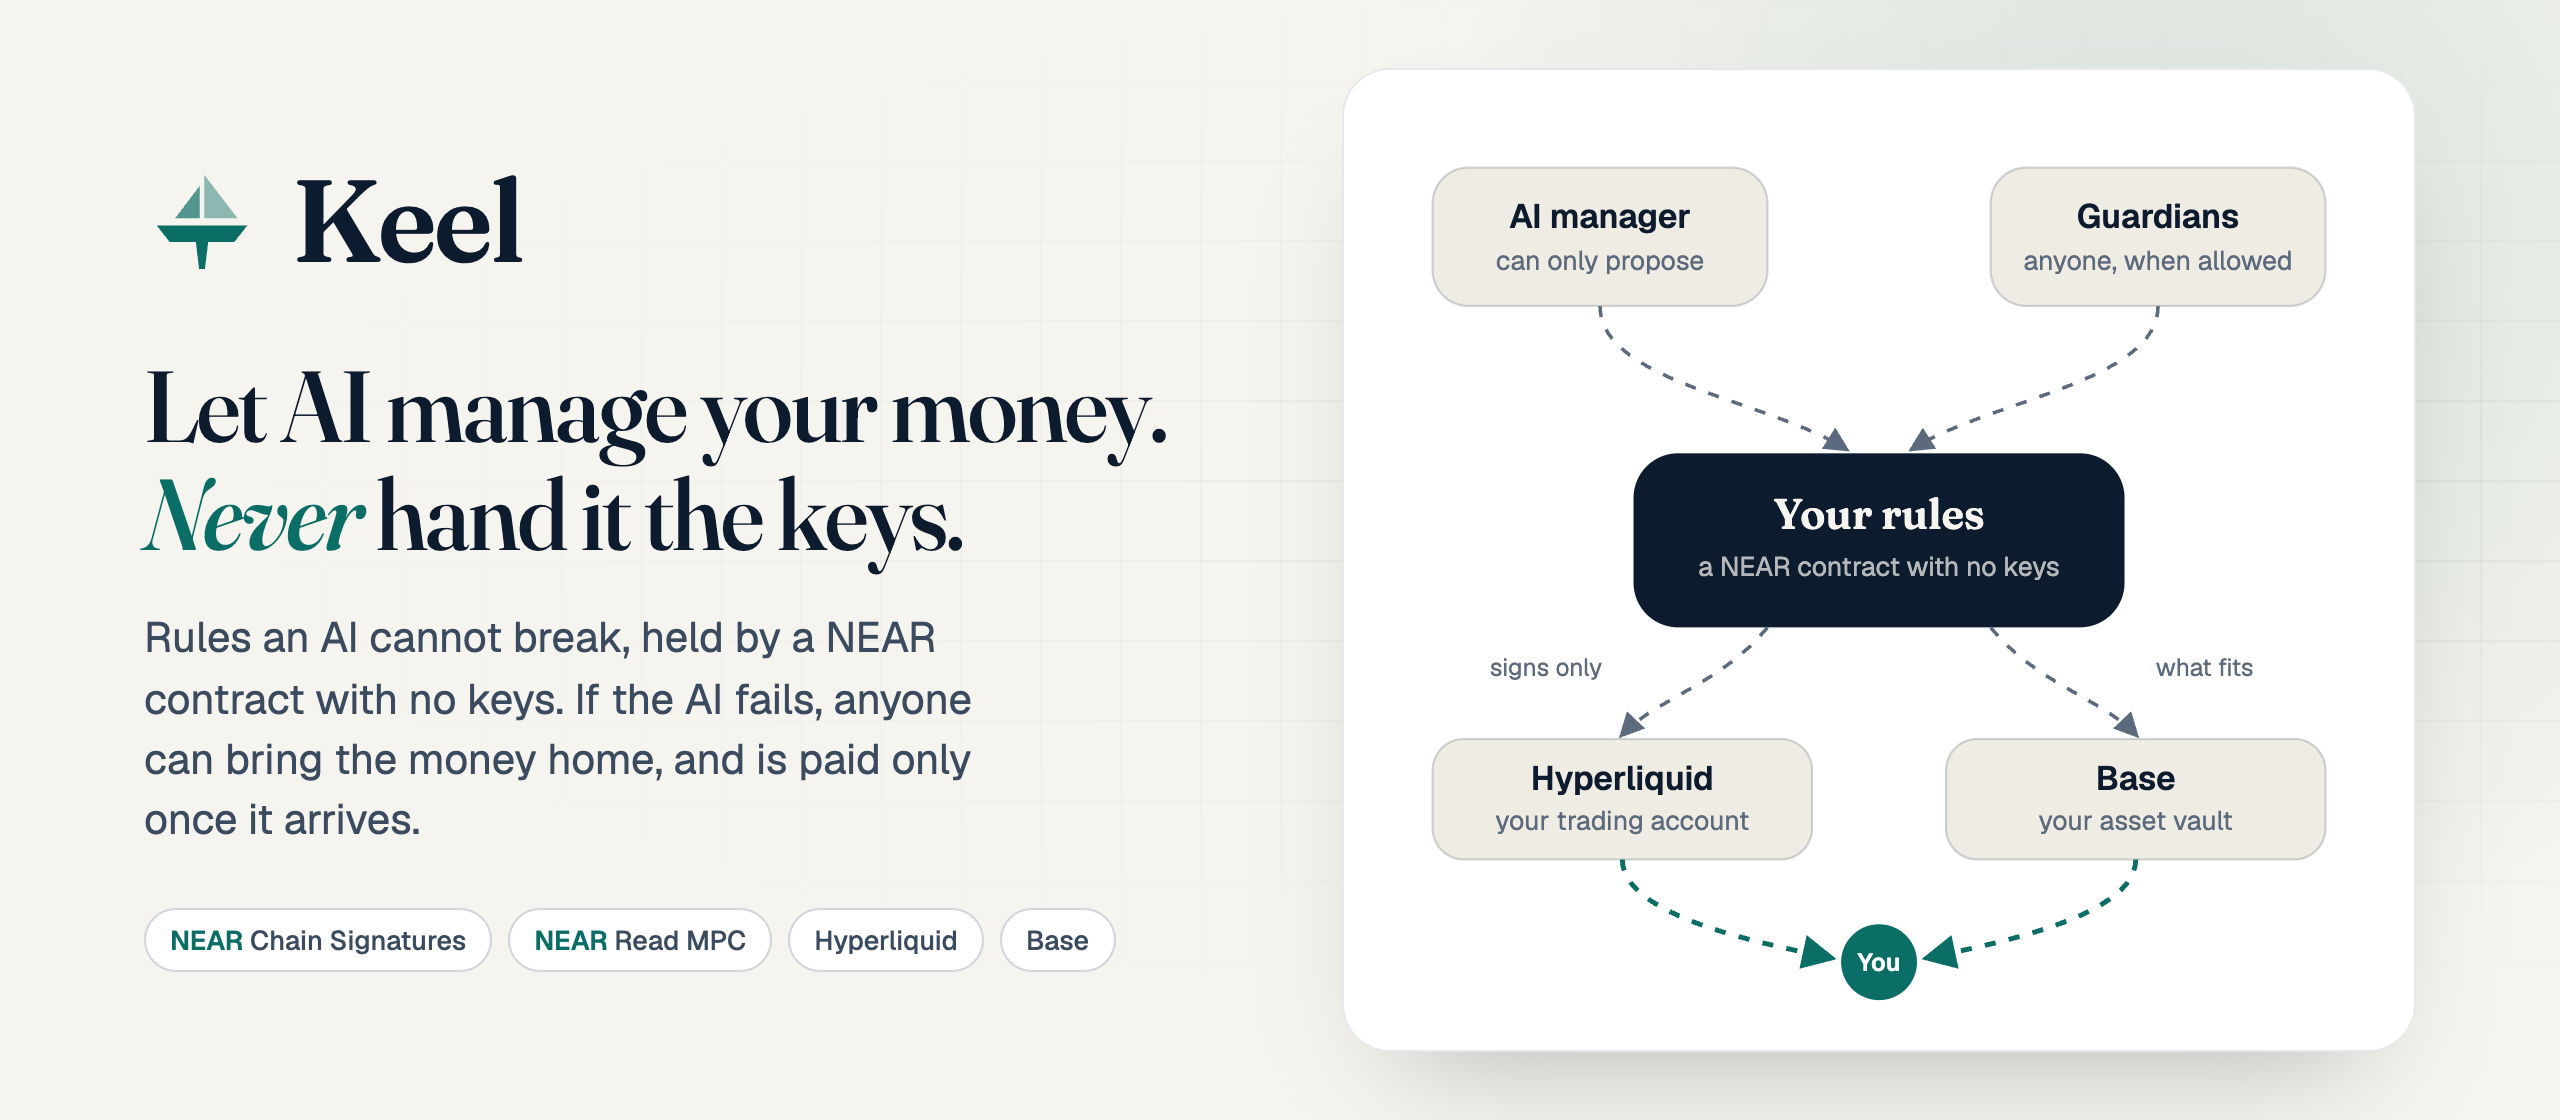 Keel
Let AI manage your money.
Never hand it the keys.
Rules an AI cannot break, held by a NEAR
contract with no keys. If the AI fails, anyone
can bring the money home, and is paid only
once it arrives.
NEAR Chain Signatures
NEAR Read MPC
Hyperliquid
Base
AI manager
can only propose
Guardians
anyone, when allowed
Your rules
a NEAR contract with no keys
signs only
what fits
Hyperliquid
your trading account
Base
your asset vault
You